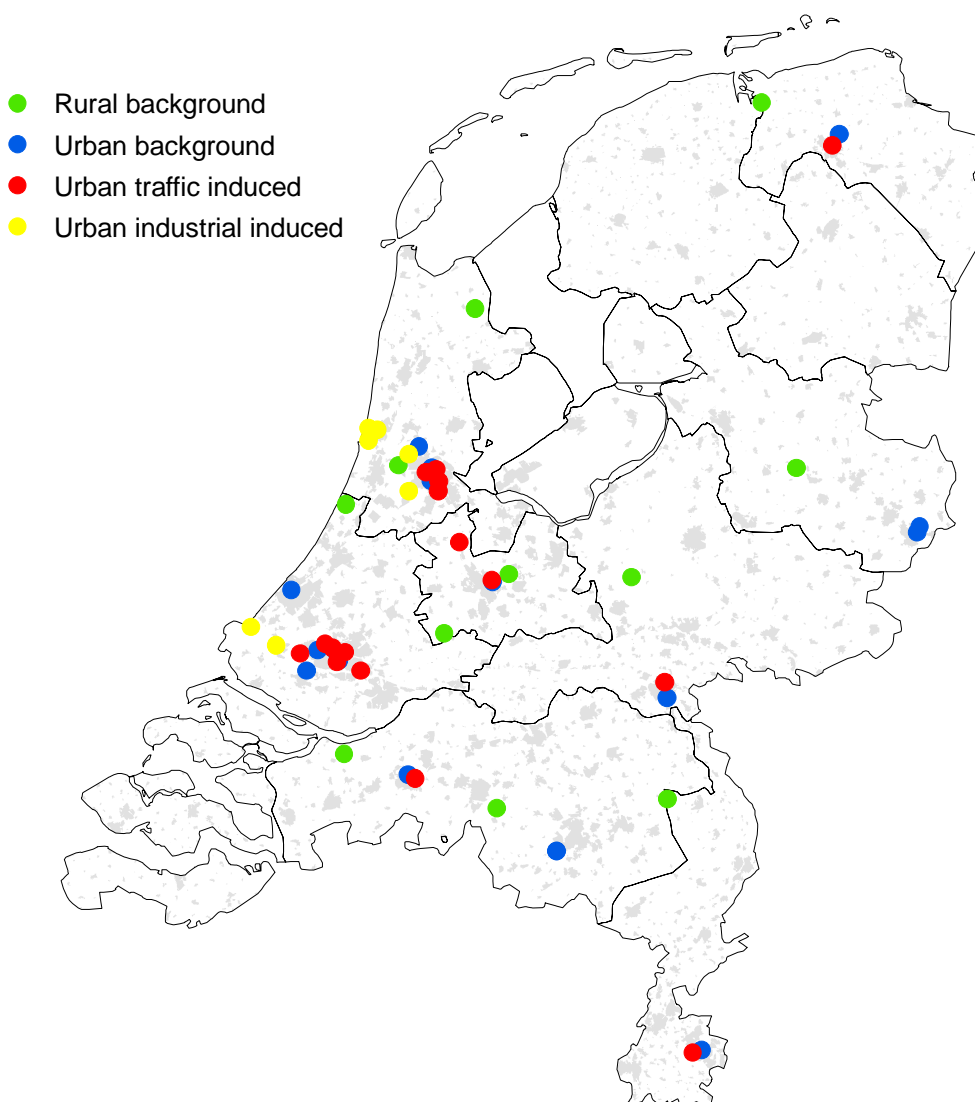 Rural background
Urban background
Urban traffic induced
Urban industrial induced